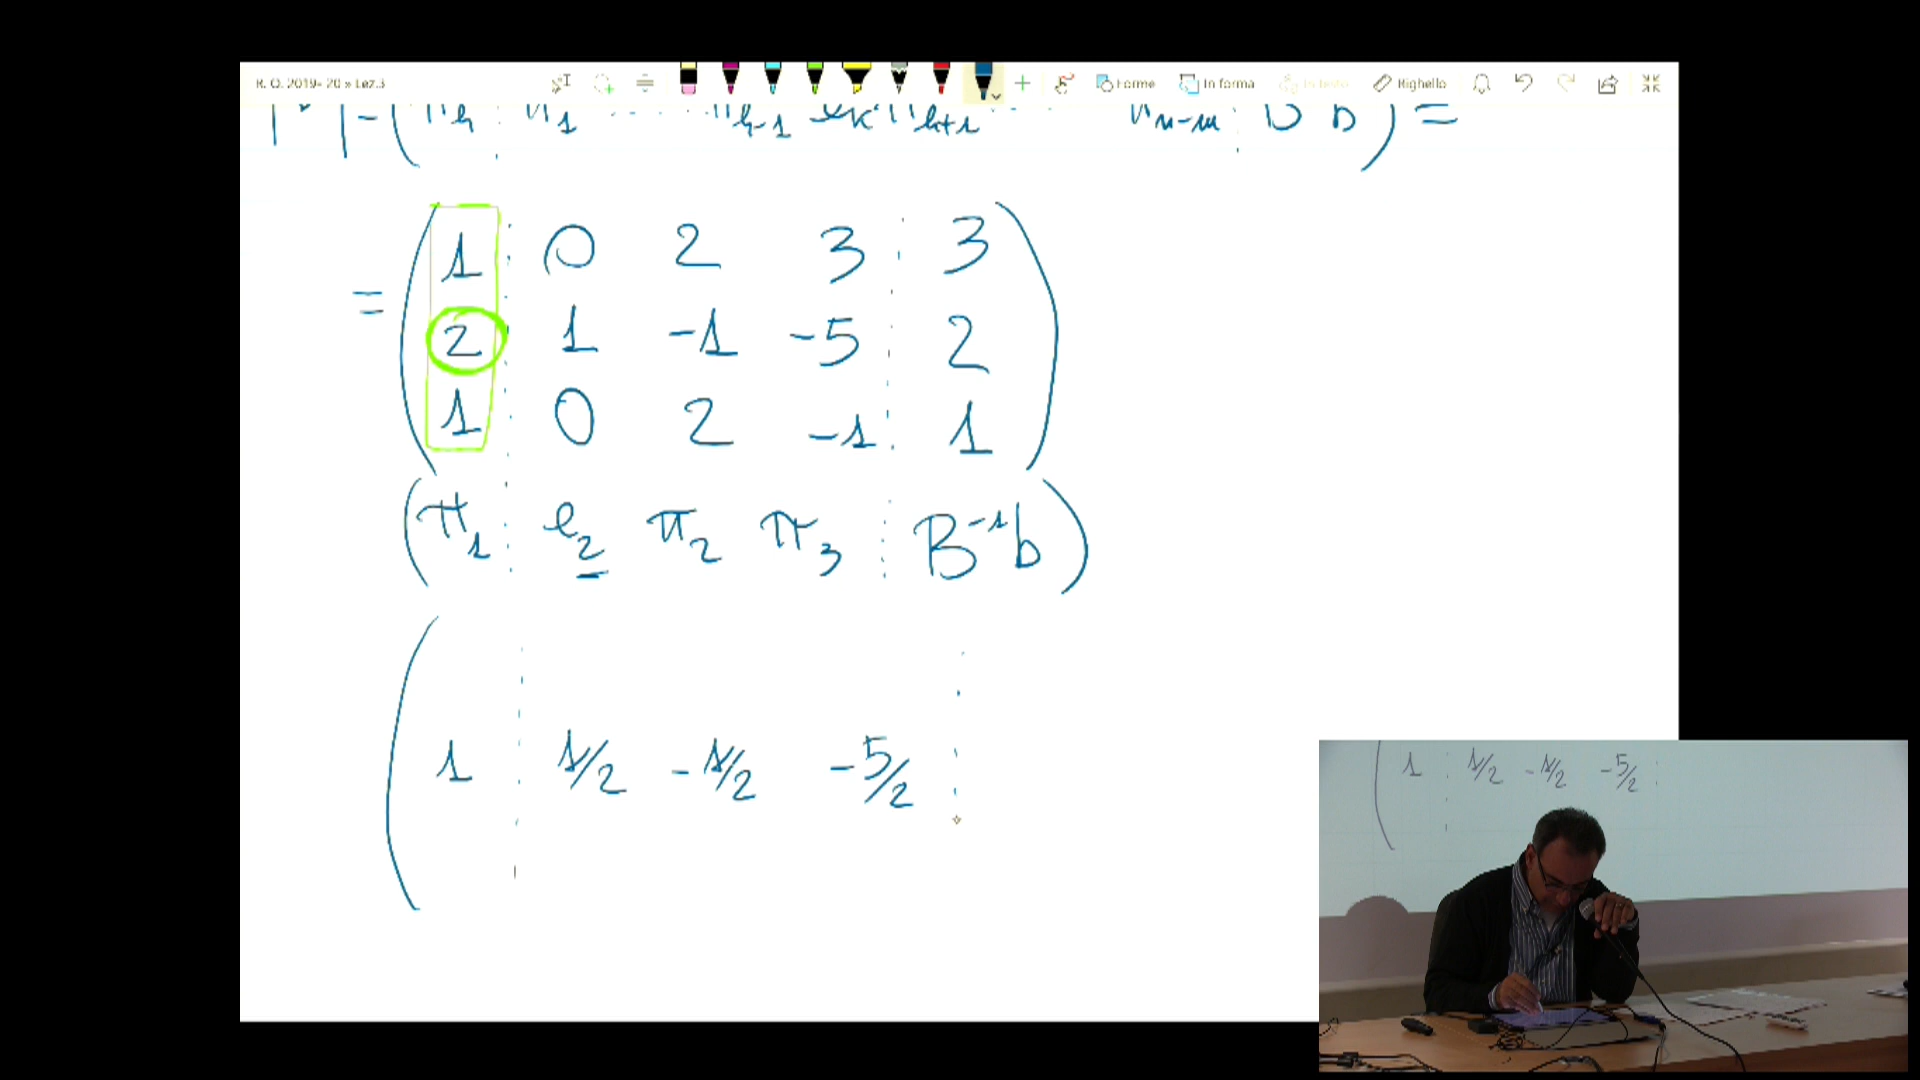 R. O. 2019-20 » Lez.3
Forme In forma In testo Righello
= ( 1 0 2 3 3
2 1 -1 -5 2
1 0 2 -1 1 )
( π₁ e₂ π₂ π₃ B⁻¹b )
( 1 1/2 -1/2 -5/2
( 1 1/2 -1/2 -5/2